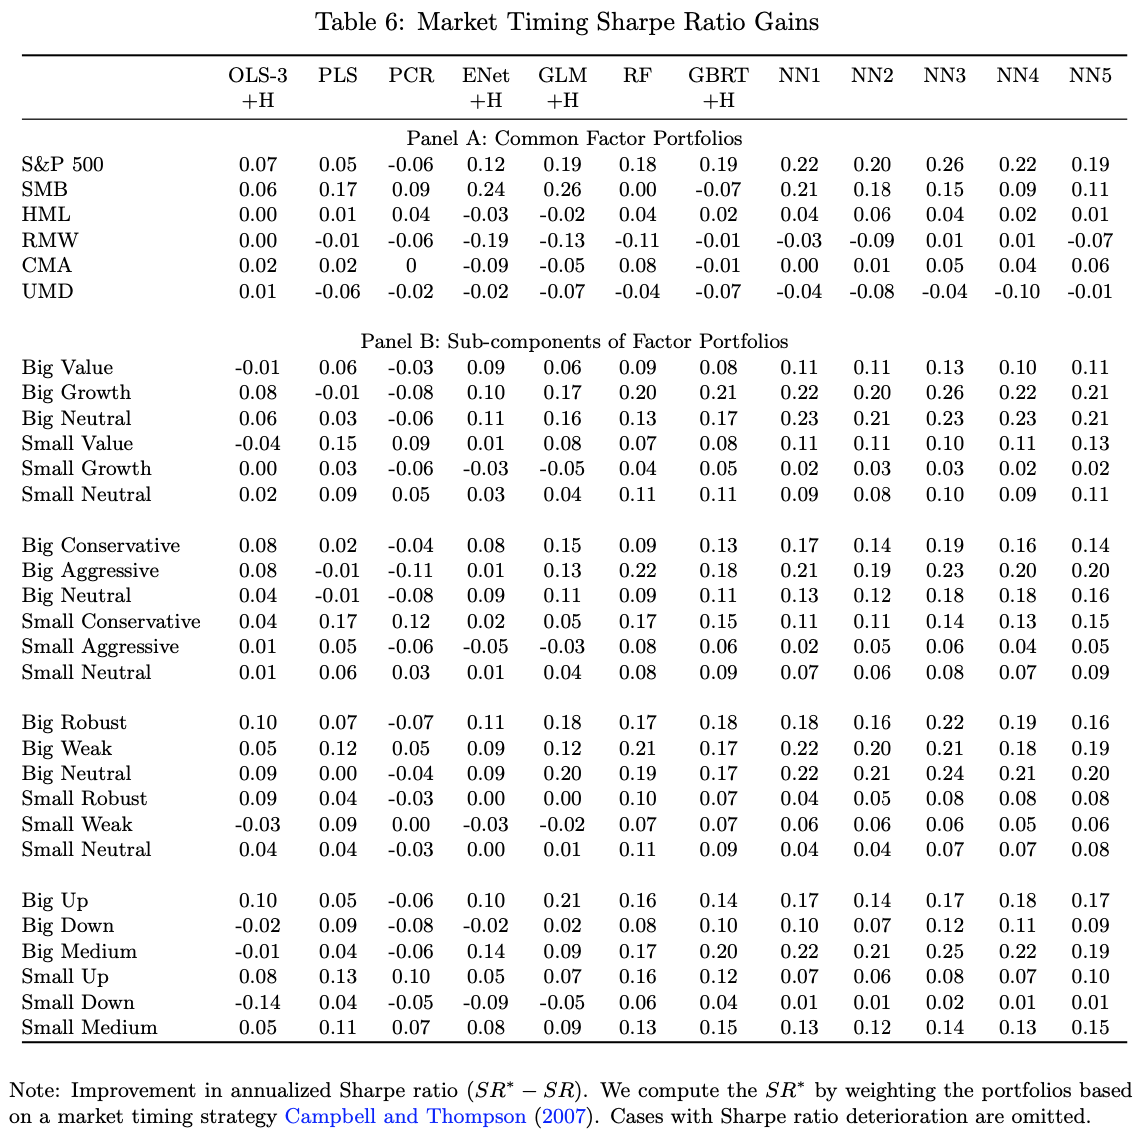 Table 6: Market Timing Sharpe Ratio Gains
OLS-3 PLS PCR ENet GLM RF GBRT NN1 NN2 NN3 NN4 NN5
+H +H +H +H
Panel A: Common Factor Portfolios
S&P 500 0.07 0.05 -0.06 0.12 0.19 0.18 0.19 0.22 0.20 0.26 0.22 0.19
SMB 0.06 0.17 0.09 0.24 0.26 0.00 -0.07 0.21 0.18 0.15 0.09 0.11
HML 0.00 0.01 0.04 -0.03 -0.02 0.04 0.02 0.04 0.06 0.04 0.02 0.01
RMW 0.00 -0.01 -0.06 -0.19 -0.13 -0.11 -0.01 -0.03 -0.09 0.01 0.01 -0.07
CMA 0.02 0.02 0 -0.09 -0.05 0.08 -0.01 0.00 0.01 0.05 0.04 0.06
UMD 0.01 -0.06 -0.02 -0.02 -0.07 -0.04 -0.07 -0.04 -0.08 -0.04 -0.10 -0.01
Panel B: Sub-components of Factor Portfolios
Big Value -0.01 0.06 -0.03 0.09 0.06 0.09 0.08 0.11 0.11 0.13 0.10 0.11
Big Growth 0.08 -0.01 -0.08 0.10 0.17 0.20 0.21 0.22 0.20 0.26 0.22 0.21
Big Neutral 0.06 0.03 -0.06 0.11 0.16 0.13 0.17 0.23 0.21 0.23 0.23 0.21
Small Value -0.04 0.15 0.09 0.01 0.08 0.07 0.08 0.11 0.11 0.10 0.11 0.13
Small Growth 0.00 0.03 -0.06 -0.03 -0.05 0.04 0.05 0.02 0.03 0.03 0.02 0.02
Small Neutral 0.02 0.09 0.05 0.03 0.04 0.11 0.11 0.09 0.08 0.10 0.09 0.11
Big Conservative 0.08 0.02 -0.04 0.08 0.15 0.09 0.13 0.17 0.14 0.19 0.16 0.14
Big Aggressive 0.08 -0.01 -0.11 0.01 0.13 0.22 0.18 0.21 0.19 0.23 0.20 0.20
Big Neutral 0.04 -0.01 -0.08 0.09 0.11 0.09 0.11 0.13 0.12 0.18 0.18 0.16
Small Conservative 0.04 0.17 0.12 0.02 0.05 0.17 0.15 0.11 0.11 0.14 0.13 0.15
Small Aggressive 0.01 0.05 -0.06 -0.05 -0.03 0.08 0.06 0.02 0.05 0.06 0.04 0.05
Small Neutral 0.01 0.06 0.03 0.01 0.04 0.08 0.09 0.07 0.06 0.08 0.07 0.09
Big Robust 0.10 0.07 -0.07 0.11 0.18 0.17 0.18 0.18 0.16 0.22 0.19 0.16
Big Weak 0.05 0.12 0.05 0.09 0.12 0.21 0.17 0.22 0.20 0.21 0.18 0.19
Big Neutral 0.09 0.00 -0.04 0.09 0.20 0.19 0.17 0.22 0.21 0.24 0.21 0.20
Small Robust 0.09 0.04 -0.03 0.00 0.00 0.10 0.07 0.04 0.05 0.08 0.08 0.08
Small Weak -0.03 0.09 0.00 -0.03 -0.02 0.07 0.07 0.06 0.06 0.06 0.05 0.06
Small Neutral 0.04 0.04 -0.03 0.00 0.01 0.11 0.09 0.04 0.04 0.07 0.07 0.08
Big Up 0.10 0.05 -0.06 0.10 0.21 0.16 0.14 0.17 0.14 0.17 0.18 0.17
Big Down -0.02 0.09 -0.08 -0.02 0.02 0.08 0.10 0.10 0.07 0.12 0.11 0.09
Big Medium -0.01 0.04 -0.06 0.14 0.09 0.17 0.20 0.22 0.21 0.25 0.22 0.19
Small Up 0.08 0.13 0.10 0.05 0.07 0.16 0.12 0.07 0.06 0.08 0.07 0.10
Small Down -0.14 0.04 -0.05 -0.09 -0.05 0.06 0.04 0.01 0.01 0.02 0.01 0.01
Small Medium 0.05 0.11 0.07 0.08 0.09 0.13 0.15 0.13 0.12 0.14 0.13 0.15
Note: Improvement in annualized Sharpe ratio (SR* − SR). We compute the SR* by weighting the portfolios based
on a market timing strategy Campbell and Thompson (2007). Cases with Sharpe ratio deterioration are omitted.